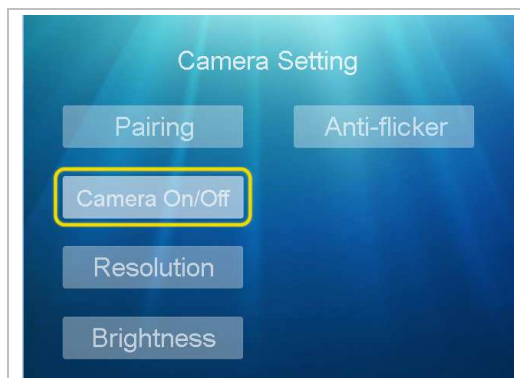 Camera Setting
Pairing
Anti-flicker
Camera On/Off
Resolution
Brightness